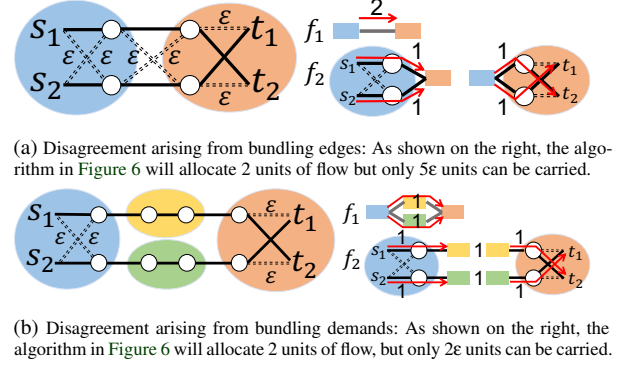 s1 ε ε ε ε ε t1
s2 ε t2
f1 2
f2 s1 1 1 t1
s2 1 1 t2
(a) Disagreement arising from bundling edges: As shown on the right, the algo-
rithm in Figure 6 will allocate 2 units of flow but only 5ε units can be carried.
s1 ε ε ε t1
s2 ε t2
f1 1 1
f2 s1 1 1 1 t1
s2 1 1 1 t2
(b) Disagreement arising from bundling demands: As shown on the right, the
algorithm in Figure 6 will allocate 2 units of flow, but only 2ε units can be carried.